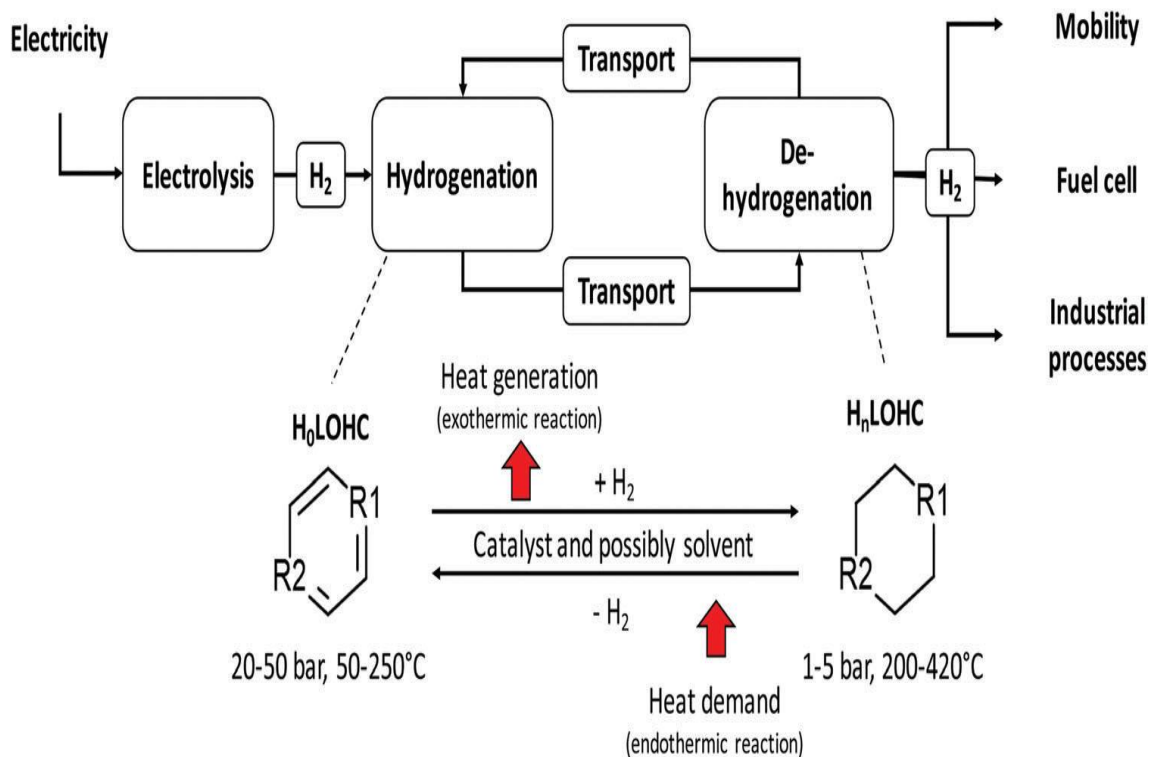 Electricity
Transport
Mobility
Electrolysis
H₂
Hydrogenation
De-
hydrogenation
H₂
Fuel cell
Transport
Industrial
processes
Heat generation
(exothermic reaction)
H₀LOHC
HₙLOHC
R1
R2
+ H₂
Catalyst and possibly solvent
- H₂
R1
R2
20-50 bar, 50-250°C
1-5 bar, 200-420°C
Heat demand
(endothermic reaction)